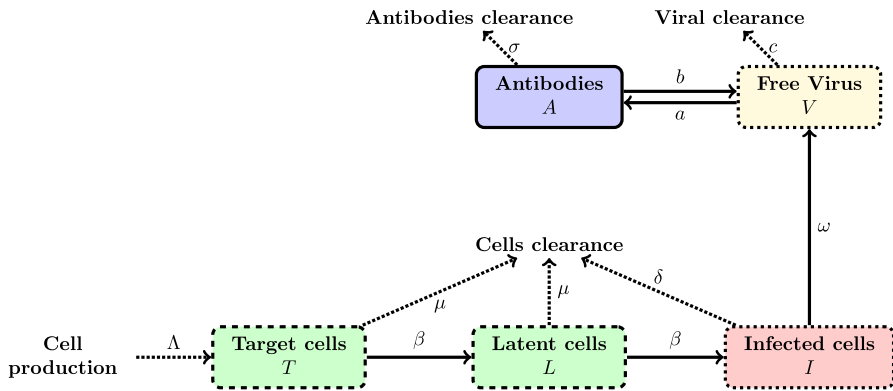 Antibodies clearance
Viral clearance
σ
c
Antibodies
A
b
a
Free Virus
V
ω
Cells clearance
μ
μ
δ
Cell
production
Λ
Target cells
T
β
Latent cells
L
β
Infected cells
I